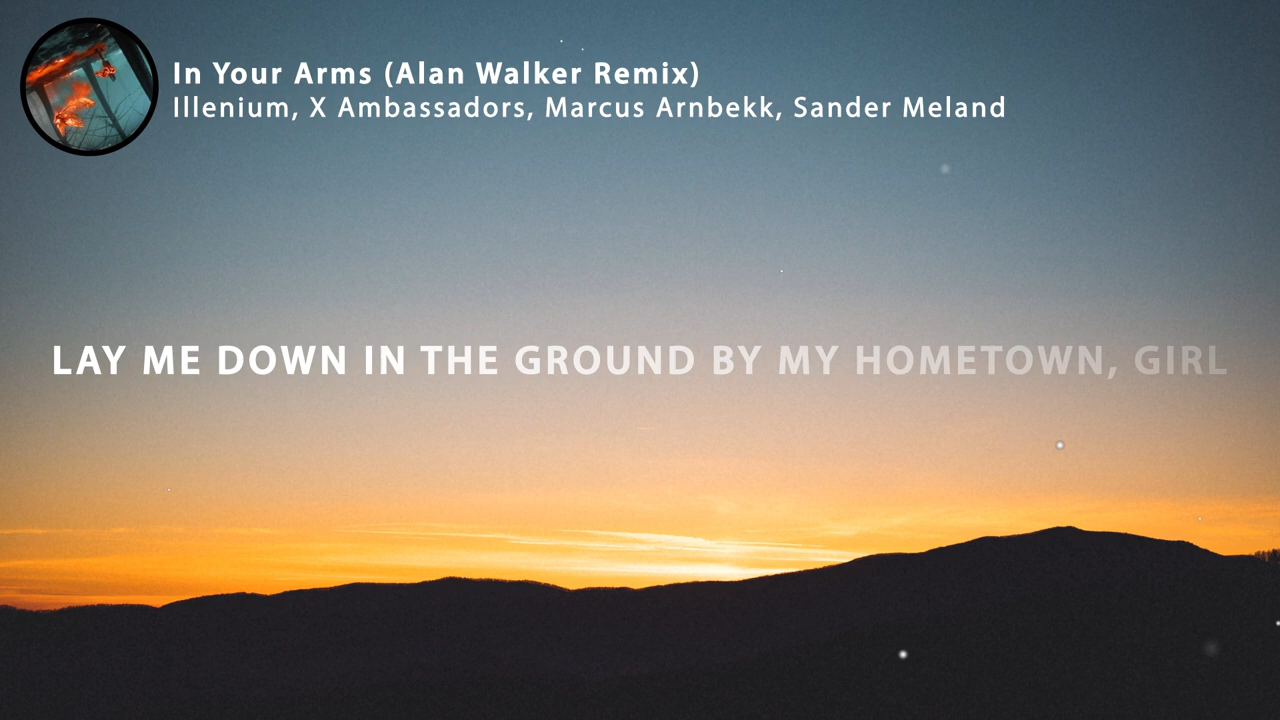 In Your Arms (Alan Walker Remix)
Illenium, X Ambassadors, Marcus Arnbekk, Sander Meland
LAY ME DOWN IN THE GROUND BY MY HOMETOWN, GIRL